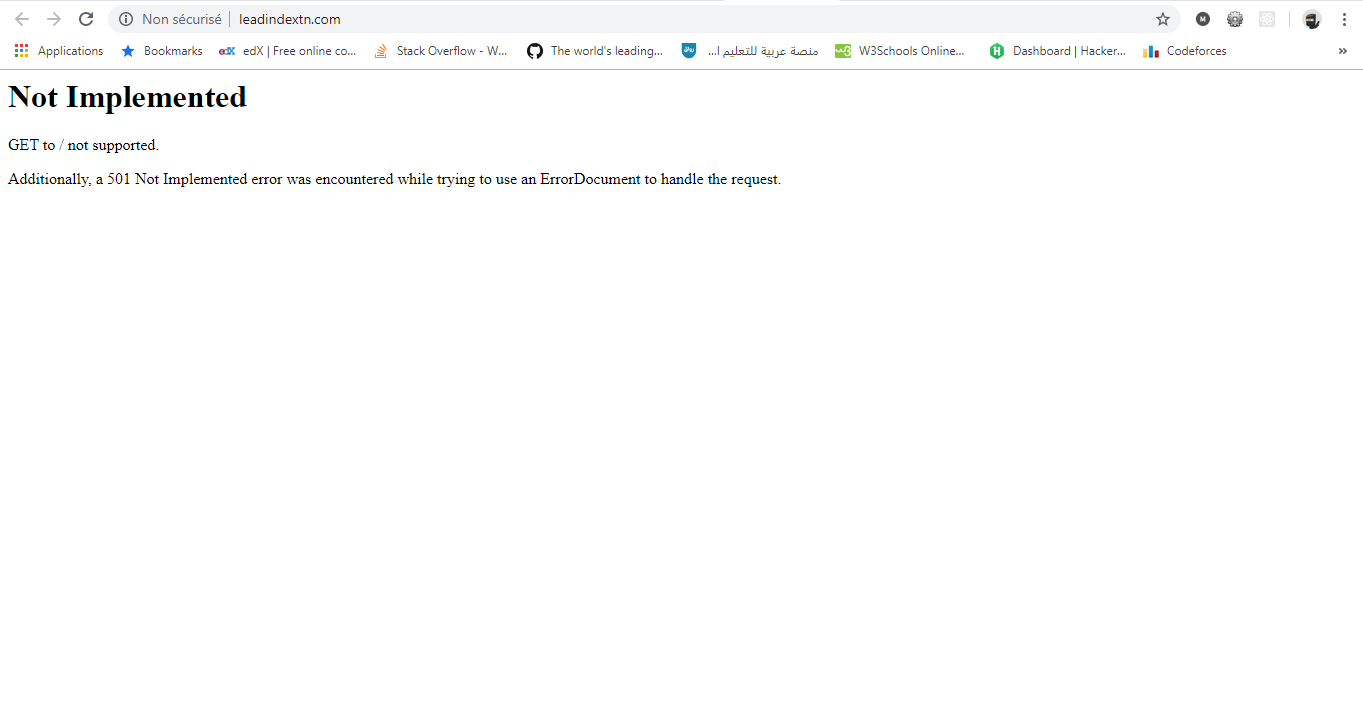 Non sécurisé leadindextn.com M
Applications Bookmarks edX edX | Free online co... Stack Overflow - W... The world's leading... منصة عربية للتعليم ا... W3Schools Online... H Dashboard | Hacker... Codeforces »
Not Implemented
GET to / not supported.
Additionally, a 501 Not Implemented error was encountered while trying to use an ErrorDocument to handle the request.